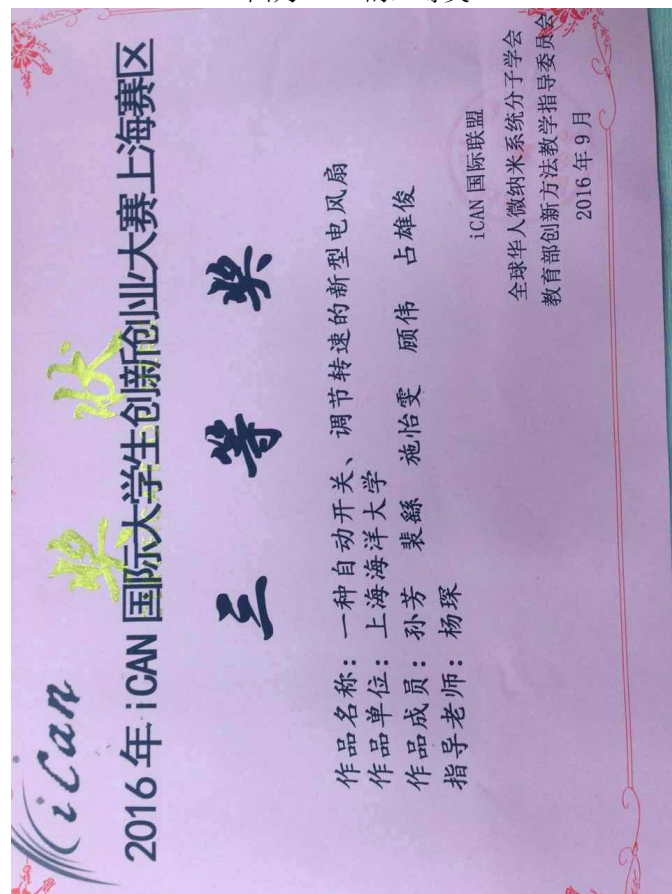 iCan
奖状
2016年iCAN国际大学生创新创业大赛上海赛区
三等奖
作品名称：一种自动开关、调节转速的新型电风扇
作品单位：上海海洋大学
作品成员：孙芳 裴繇 施怡雯 顾伟 占雄俊
指导老师：杨琛
iCAN国际联盟
全球华人微纳米系统分子学会
教育部创新方法教学指导委员会
2016年9月